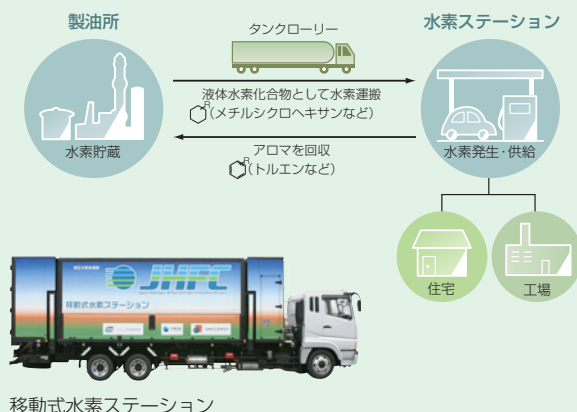 製油所
タンクローリー
水素ステーション
液体水素化合物として水素運搬
R
(メチルシクロヘキサンなど)
水素貯蔵
水素発生・供給
アロマを回収
R
(トルエンなど)
住宅
工場
JHFC
移動式水素ステーション
移動式水素ステーション